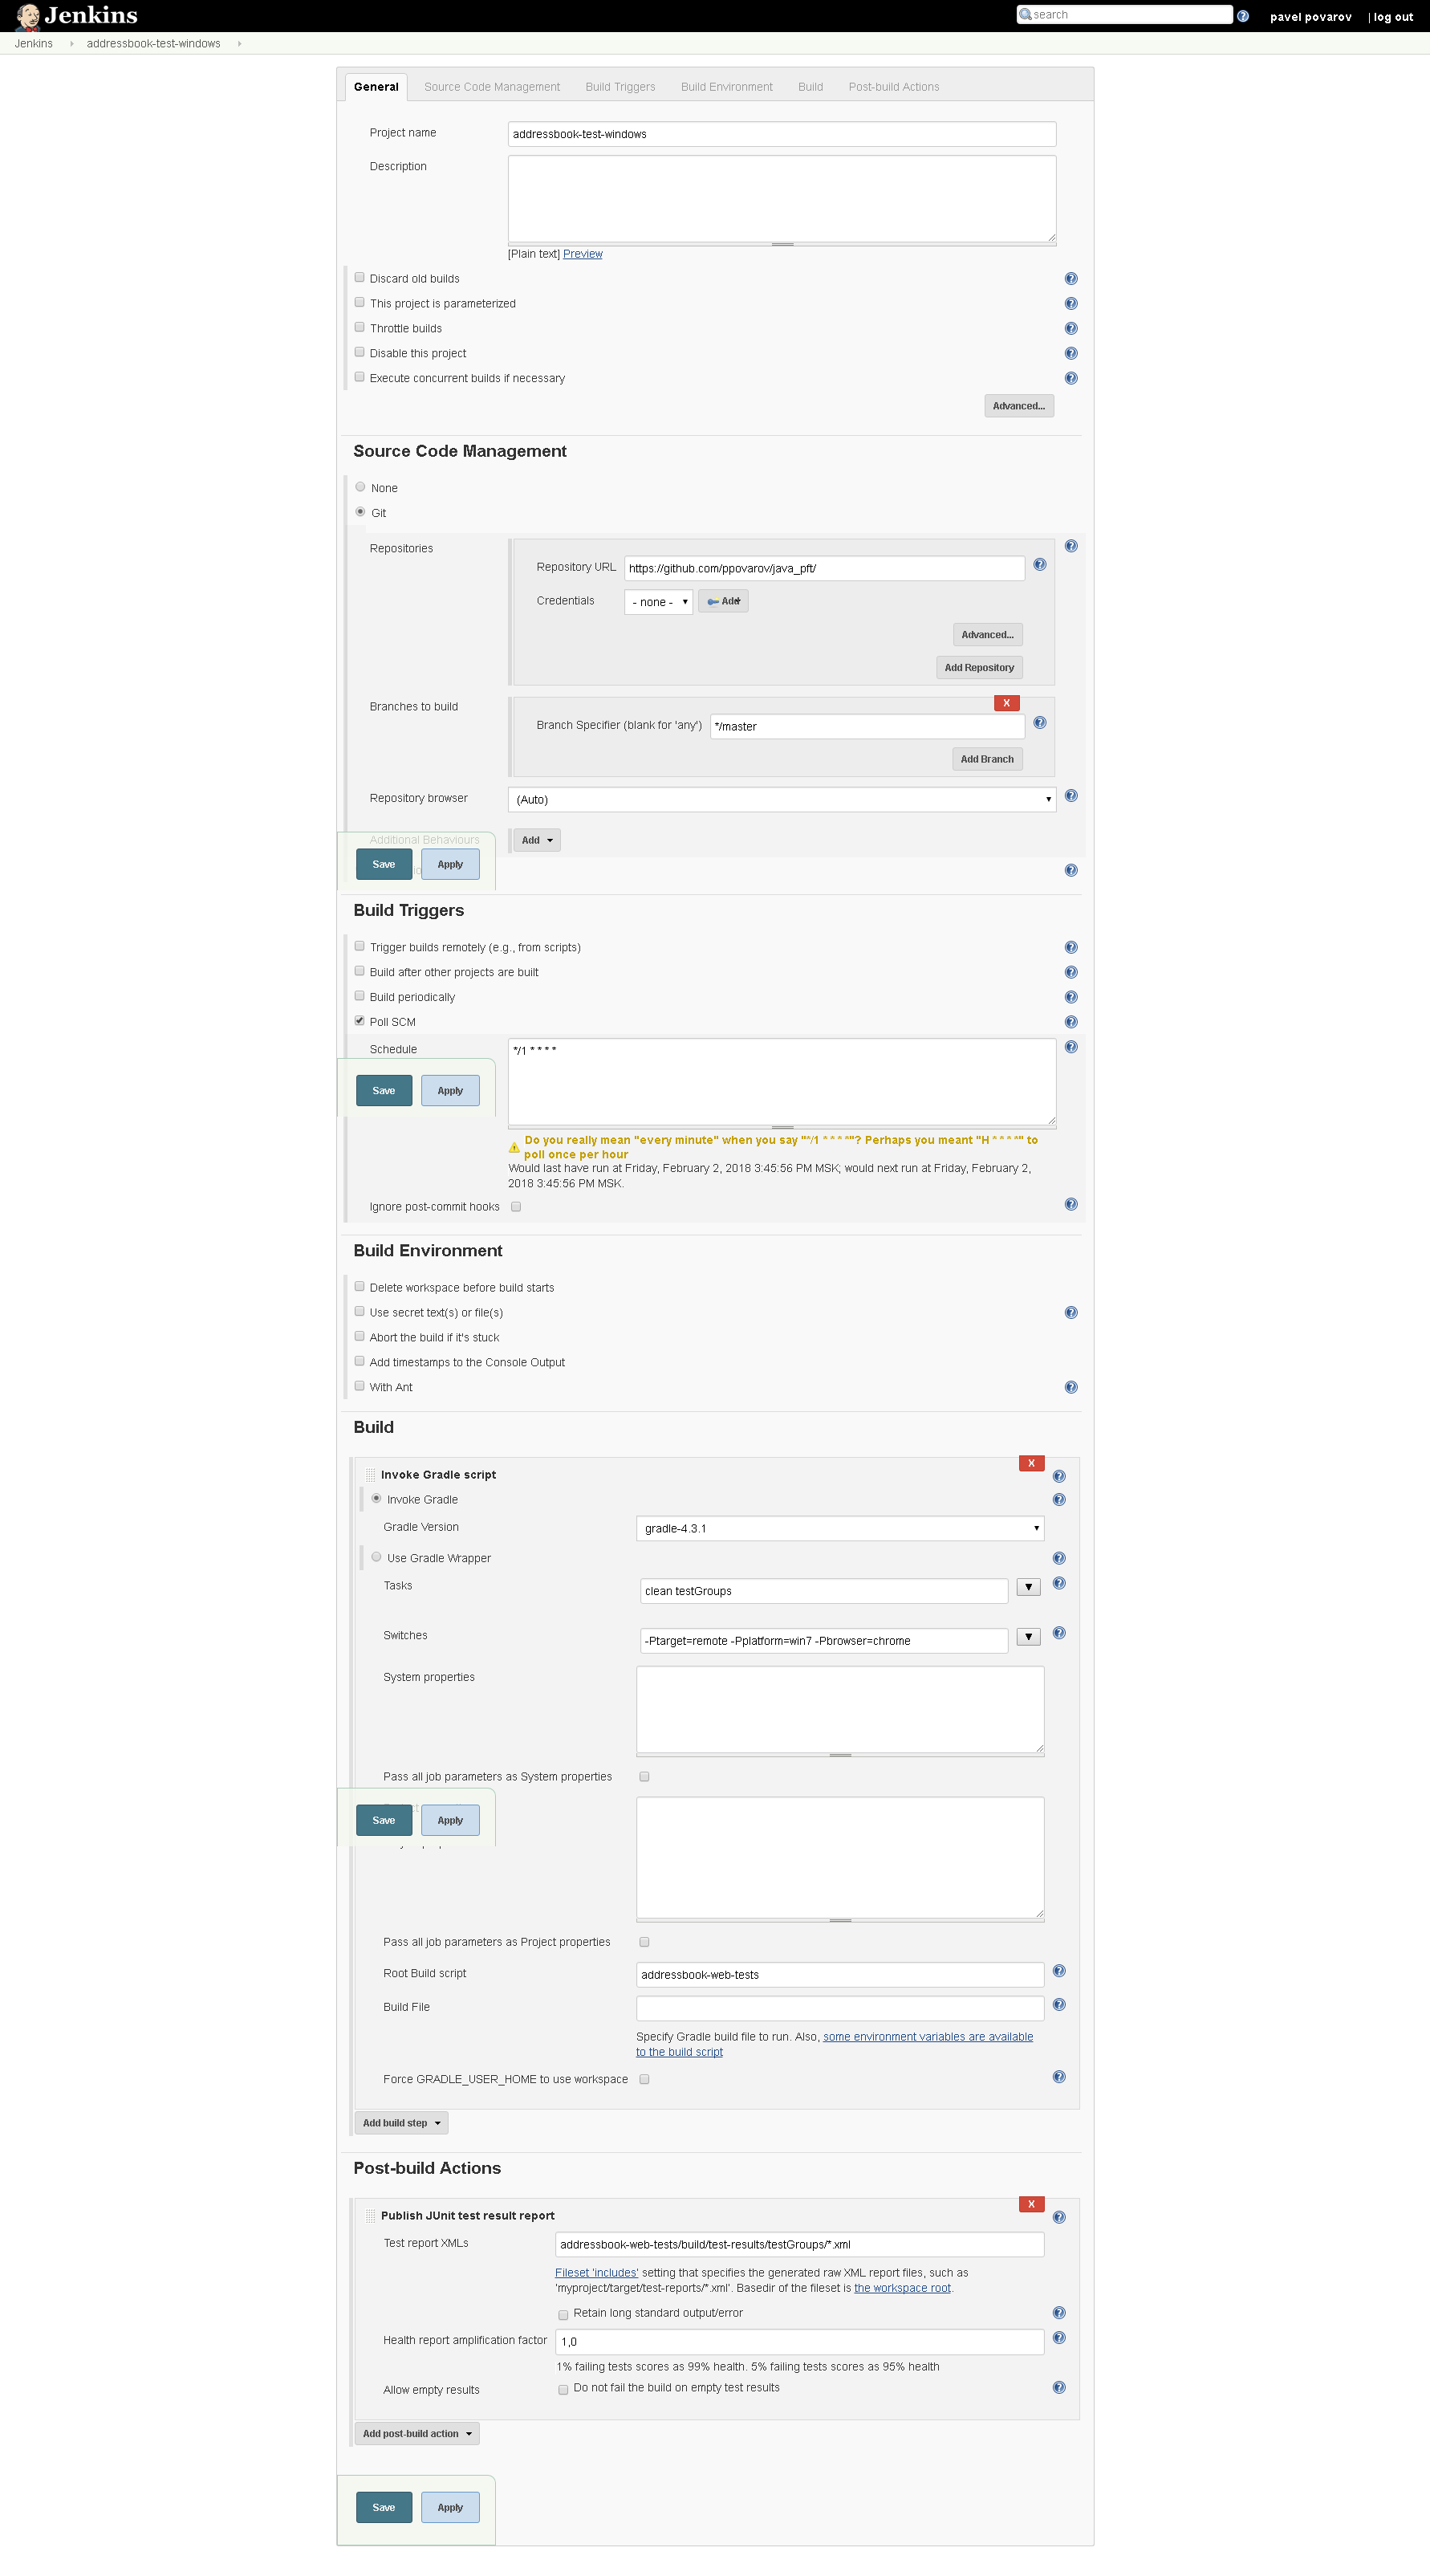 Jenkins
search
pavel povarov | log out
Jenkins addressbook-test-windows
General Source Code Management Build Triggers Build Environment Build Post-build Actions
Project name addressbook-test-windows
Description
[Plain text] Preview
Discard old builds
This project is parameterized
Throttle builds
Disable this project
Execute concurrent builds if necessary
Advanced...
Source Code Management
None
Git
Repositories
Repository URL https://github.com/ppovarov/java_pft/
Credentials - none - Add
Advanced...
Add Repository
Branches to build
X
Branch Specifier (blank for 'any') */master
Add Branch
Repository browser (Auto)
Additional Behaviours Add
Save Apply
Build Triggers
Trigger builds remotely (e.g., from scripts)
Build after other projects are built
Build periodically
Poll SCM
Schedule */1 * * * *
Save Apply
Do you really mean "every minute" when you say "*/1 * * * *"? Perhaps you meant "H * * * *" to
poll once per hour
Would last have run at Friday, February 2, 2018 3:45:56 PM MSK; would next run at Friday, February 2,
2018 3:45:56 PM MSK.
Ignore post-commit hooks
Build Environment
Delete workspace before build starts
Use secret text(s) or file(s)
Abort the build if it's stuck
Add timestamps to the Console Output
With Ant
Build
X
Invoke Gradle script
Invoke Gradle
Gradle Version gradle-4.3.1
Use Gradle Wrapper
Tasks clean testGroups
Switches -Ptarget=remote -Pplatform=win7 -Pbrowser=chrome
System properties
Pass all job parameters as System properties
Save Apply
Pass all job parameters as Project properties
Root Build script addressbook-web-tests
Build File
Specify Gradle build file to run. Also, some environment variables are available
to the build script
Force GRADLE_USER_HOME to use workspace
Add build step
Post-build Actions
X
Publish JUnit test result report
Test report XMLs addressbook-web-tests/build/test-results/testGroups/*.xml
Fileset 'includes' setting that specifies the generated raw XML report files, such as
'myproject/target/test-reports/*.xml'. Basedir of the fileset is the workspace root.
Retain long standard output/error
Health report amplification factor 1,0
1% failing tests scores as 99% health. 5% failing tests scores as 95% health
Allow empty results Do not fail the build on empty test results
Add post-build action
Save Apply